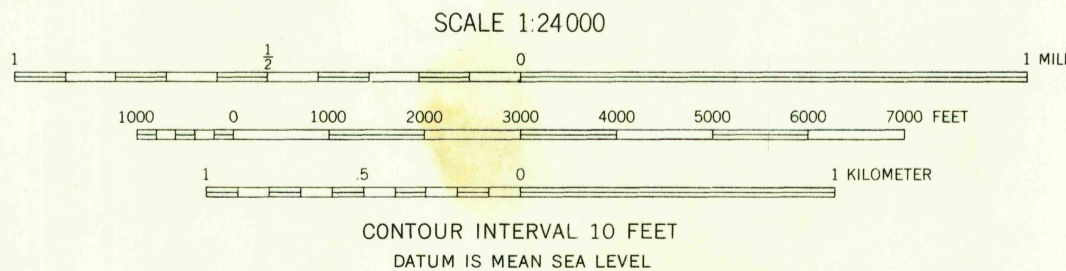 SCALE 1:24000
1 ½ 0 1 MILE
1000 0 1000 2000 3000 4000 5000 6000 7000 FEET
1 .5 0 1 KILOMETER
CONTOUR INTERVAL 10 FEET
DATUM IS MEAN SEA LEVEL